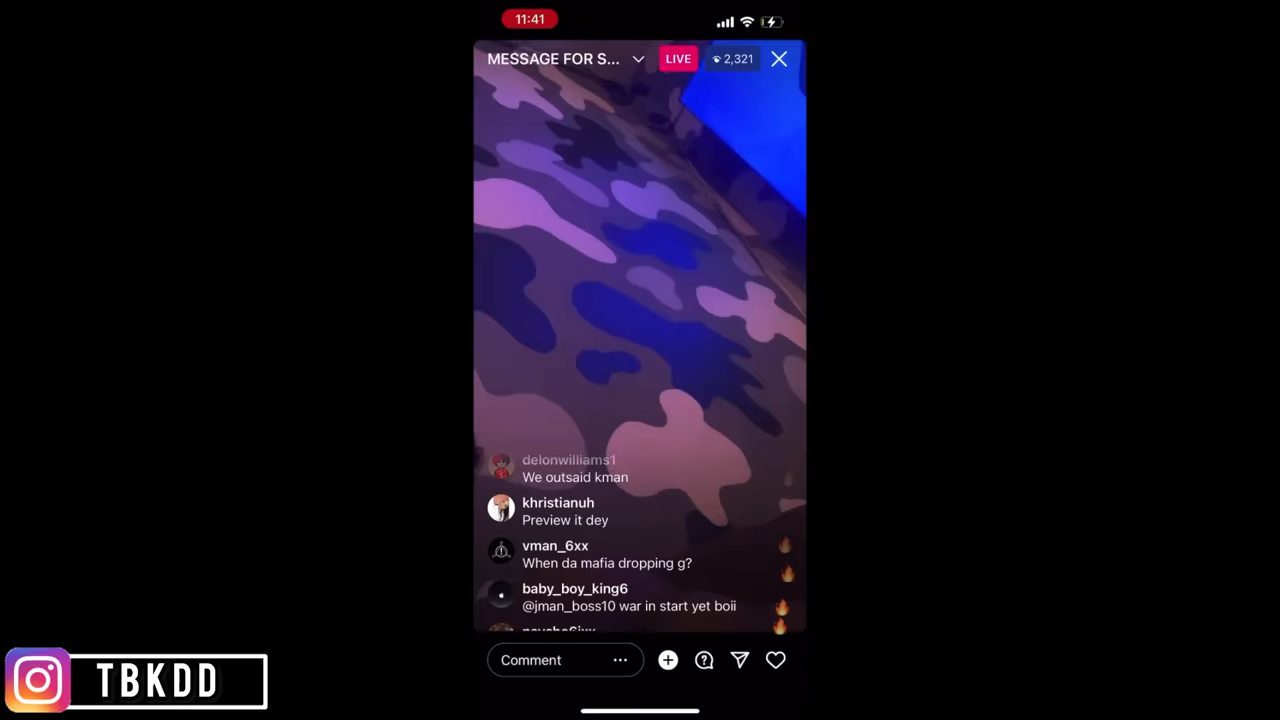 11:41
MESSAGE FOR S... LIVE 2,321
delonwilliams1
We outsaid kman
khristianuh
Preview it dey
vman_6xx
When da mafia dropping g?
baby_boy_king6
@jman_boss10 war in start yet boii
Comment
TBKDD